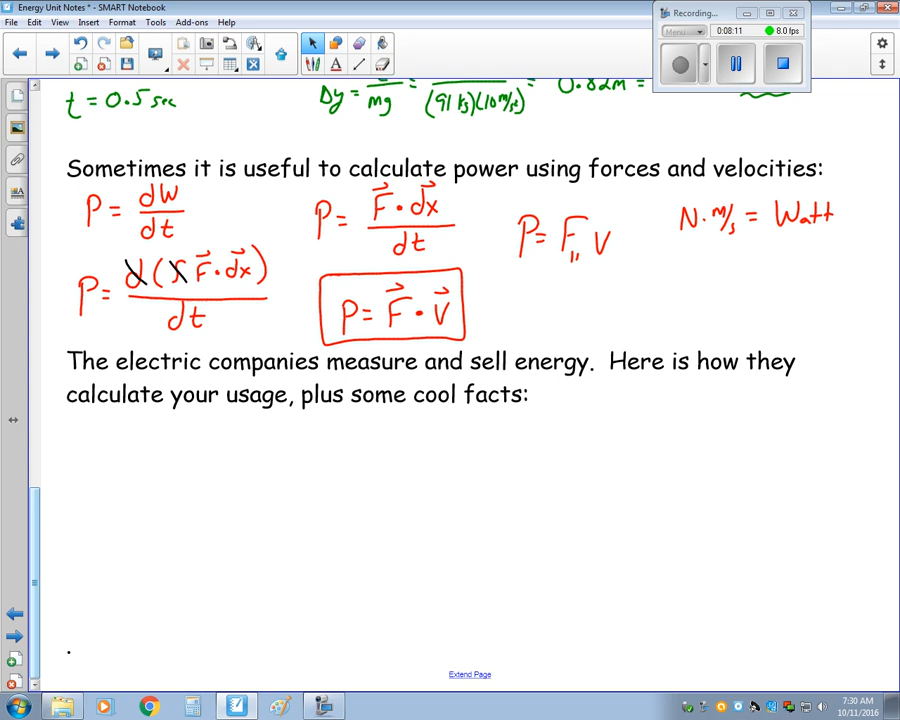 Energy Unit Notes * - SMART Notebook
File Edit View Insert Format Tools Add-ons Help
Recording...
Menu
0:08:11 8.0 fps
t = 0.5 sec
Δy = mg = (91 kg)(10 m/s²) = 0.82m =
Sometimes it is useful to calculate power using forces and velocities:
P = dW/dt
P = F⃗ · dx⃗ / dt
P = F,, V
N·m/s = Watt
P = d(∫ F⃗ · dx⃗) / dt
P = F⃗ · V⃗
The electric companies measure and sell energy. Here is how they
calculate your usage, plus some cool facts:
.
Extend Page
7:30 AM
10/11/2016